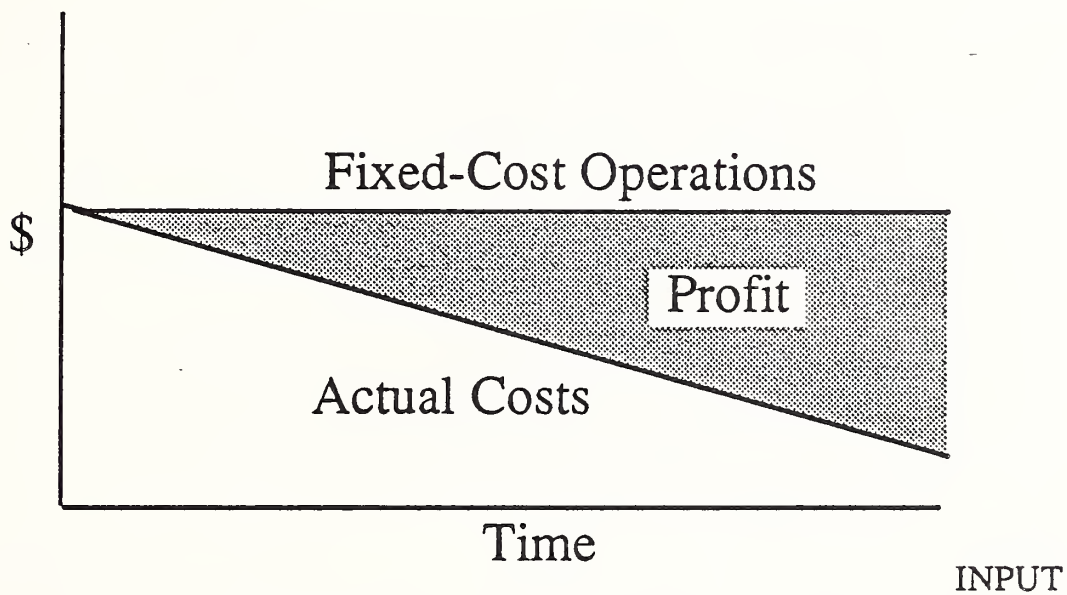 Fixed-Cost Operations
$
Profit
Actual Costs
Time
INPUT